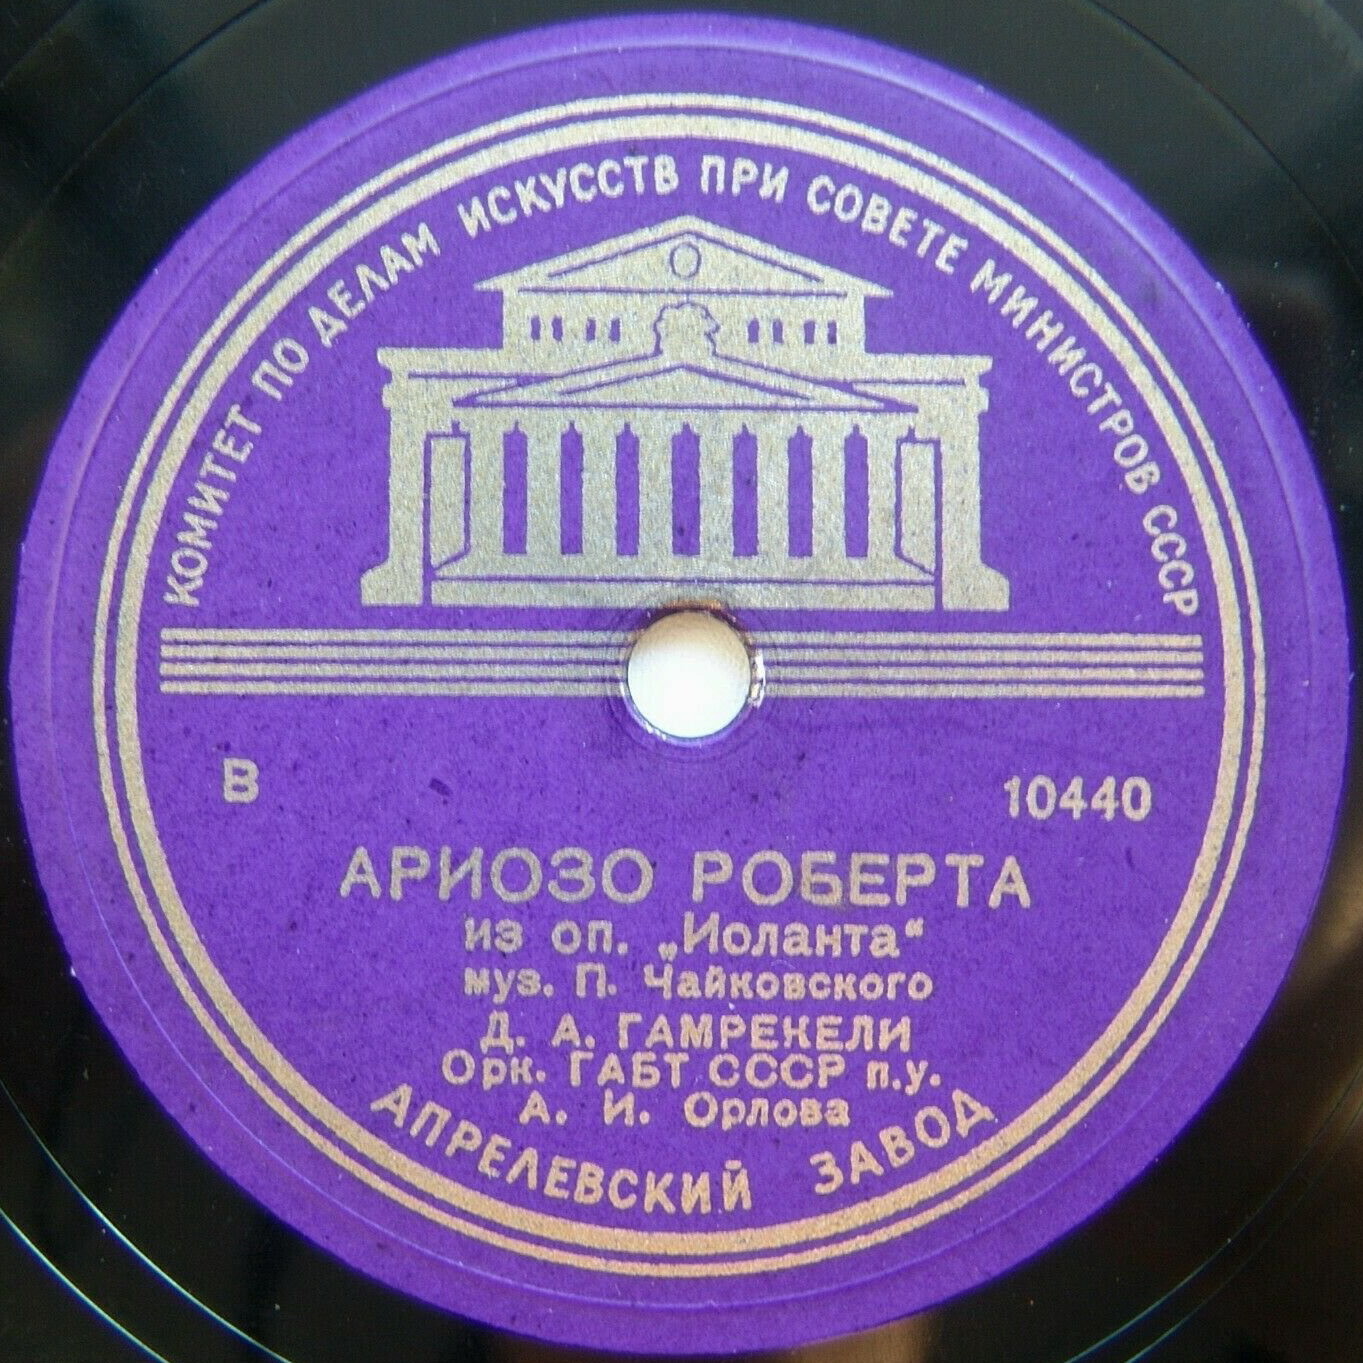 КОМИТЕТ ПО ДЕЛАМ ИСКУССТВ ПРИ СОВЕТЕ МИНИСТРОВ СССР
В 10440
АРИОЗО РОБЕРТА
из оп. „Иоланта“
муз. П. Чайковского
Д. А. ГАМРЕКЕЛИ
Орк. ГАБТ СССР п.у.
А. И. Орлова
АПРЕЛЕВСКИЙ ЗАВОД